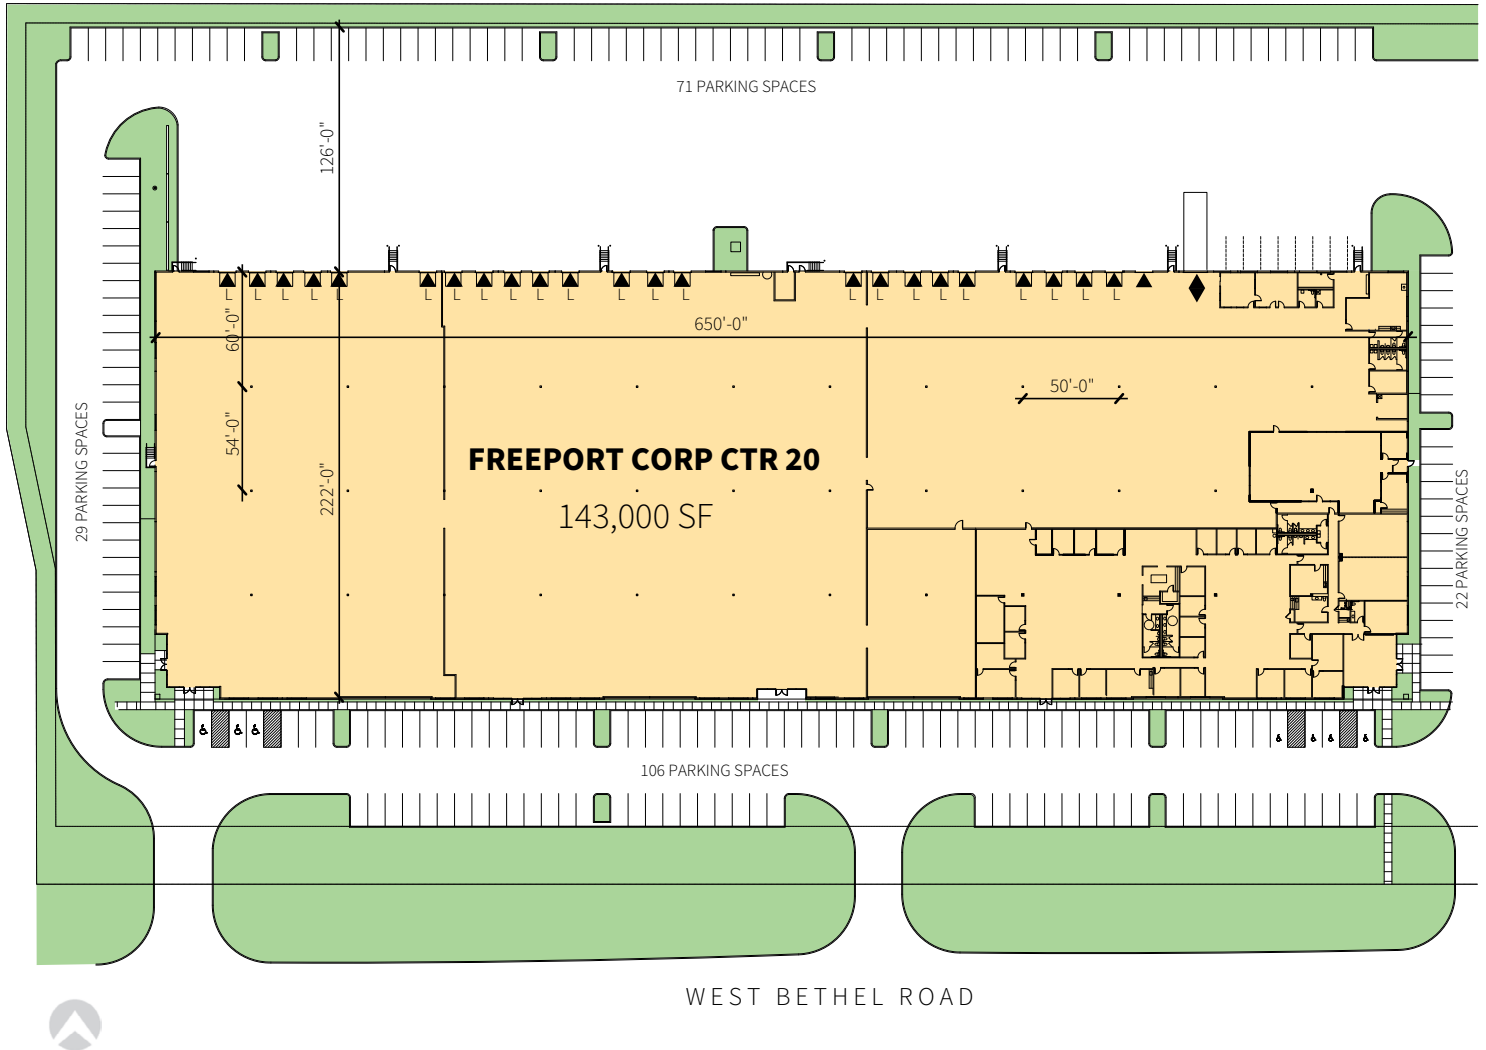 71 PARKING SPACES
126'-0"
L L L L L L L L L L L L L L L L L L L L L L L
60'-0"
650'-0"
50'-0"
54'-0"
222'-0"
FREEPORT CORP CTR 20
143,000 SF
29 PARKING SPACES
22 PARKING SPACES
106 PARKING SPACES
WEST BETHEL ROAD